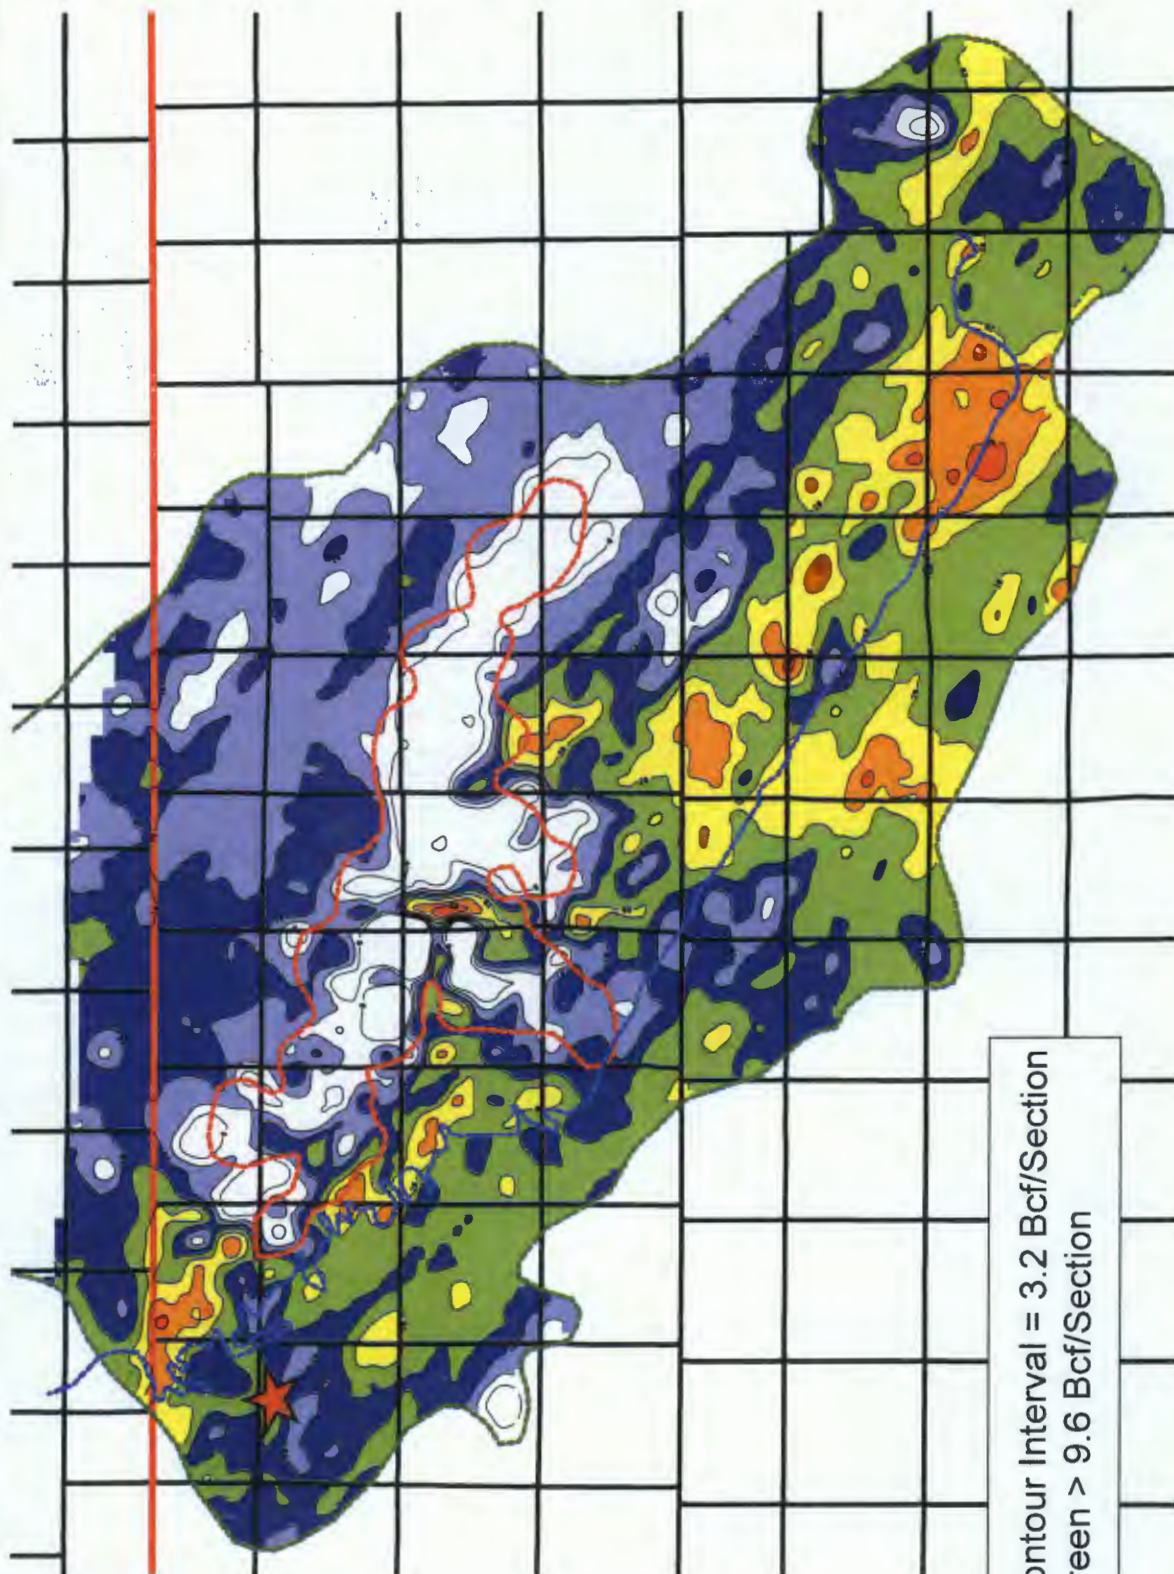 ontour Interval = 3.2 Bcf/Section
reen > 9.6 Bcf/Section